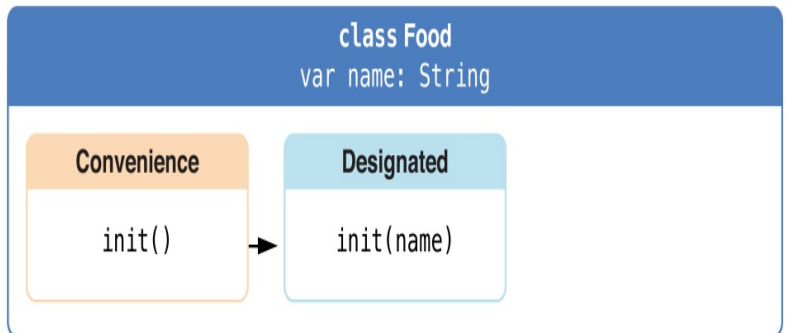 class Food
var name: String
Convenience
Designated
init()
init(name)